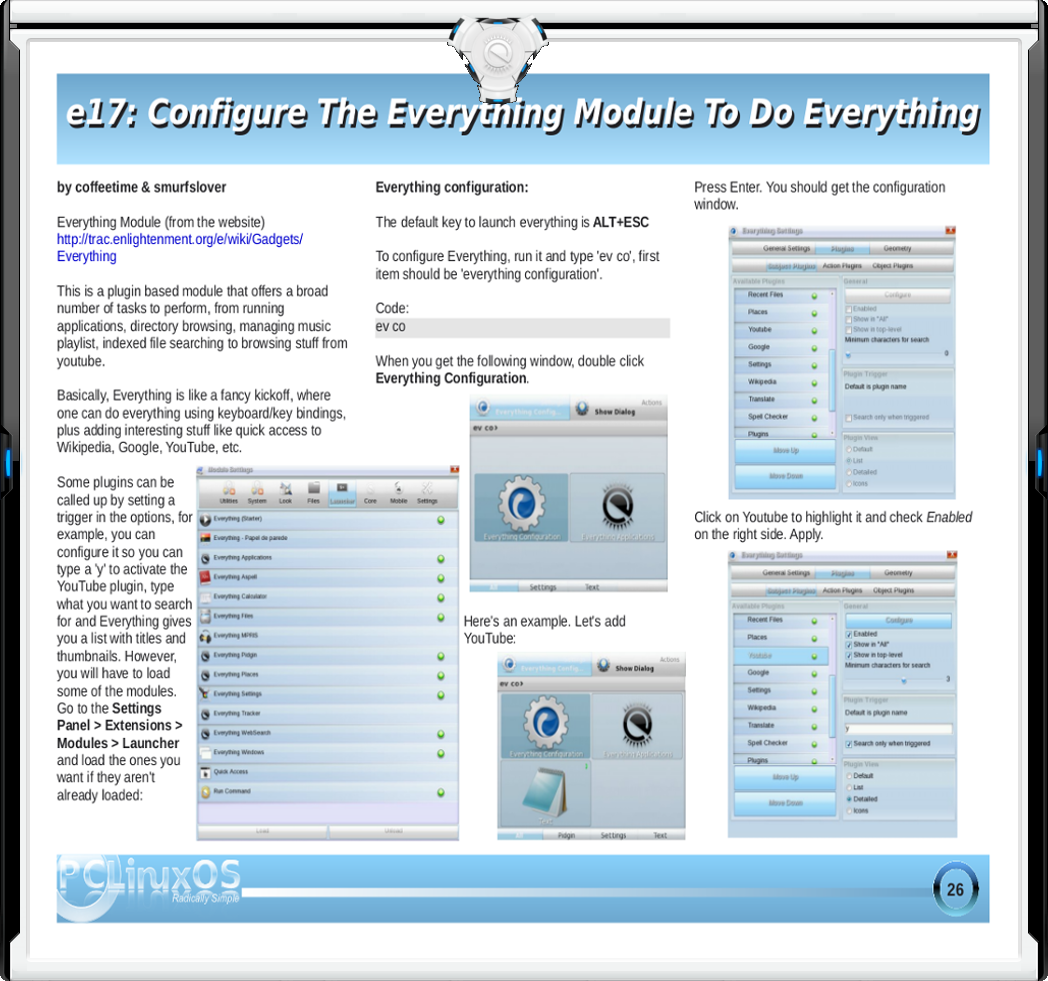 e17: Configure The Everything Module To Do Everything
by coffeetime & smurfslover
Everything Module (from the website)
http://trac.enlightenment.org/e/wiki/Gadgets/
Everything
This is a plugin based module that offers a broad
number of tasks to perform, from running
applications, directory browsing, managing music
playlist, indexed file searching to browsing stuff from
youtube.
Basically, Everything is like a fancy kickoff, where
one can do everything using keyboard/key bindings,
plus adding interesting stuff like quick access to
Wikipedia, Google, YouTube, etc.
Some plugins can be
called up by setting a
trigger in the options, for
example, you can
configure it so you can
type a 'y' to activate the
YouTube plugin, type
what you want to search
for and Everything gives
you a list with titles and
thumbnails. However,
you will have to load
some of the modules.
Go to the Settings
Panel > Extensions >
Modules > Launcher
and load the ones you
want if they aren't
already loaded:
Module Settings
Utilities System Look Files Launcher Core Mobile Settings
Everything (Starter)
Everything - Papel de parede
Everything Applications
Everything Aspell
Everything Calculator
Everything Files
Everything MPRIS
Everything Pidgin
Everything Places
Everything Settings
Everything Tracker
Everything WebSearch
Everything Windows
Quick Access
Run Command
Load Unload
Everything configuration:
The default key to launch everything is ALT+ESC
To configure Everything, run it and type 'ev co', first
item should be 'everything configuration'.
Code:
ev co
When you get the following window, double click
Everything Configuration.
Actions
Everything Config... Show Dialog
ev co>
Everything Configuration Everything Applications
All Settings Text
Here's an example. Let's add
YouTube:
Actions
Everything Config... Show Dialog
ev co>
Everything Configuration Everything Applications
Text
All Pidgin Settings Text
Press Enter. You should get the configuration
window.
Everything Settings
General Settings Plugins Geometry
Subject Plugins Action Plugins Object Plugins
Available Plugins
Recent Files
Places
Youtube
Google
Settings
Wikipedia
Translate
Spell Checker
Plugins
Move Up
Move Down
General
Configure
Enabled
Show in "All"
Show in top-level
Minimum characters for search
0
Plugin Trigger
Default is plugin name
Search only when triggered
Plugin View
Default
List
Detailed
Icons
Click on Youtube to highlight it and check Enabled
on the right side. Apply.
Everything Settings
General Settings Plugins Geometry
Subject Plugins Action Plugins Object Plugins
Available Plugins
Recent Files
Places
Youtube
Google
Settings
Wikipedia
Translate
Spell Checker
Plugins
Move Up
Move Down
General
Configure
Enabled
Show in "All"
Show in top-level
Minimum characters for search
3
Plugin Trigger
Default is plugin name
y
Search only when triggered
Plugin View
Default
List
Detailed
Icons
PCLinuxOS
Radically Simple
26